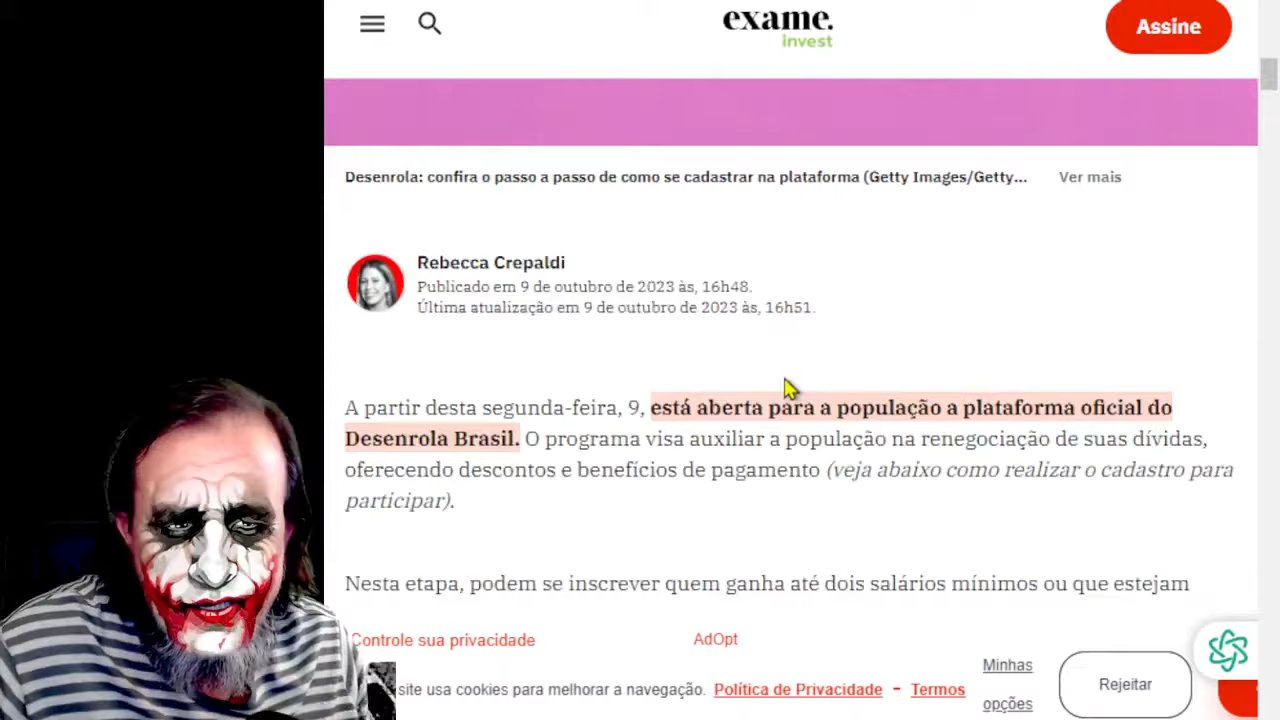 exame.
invest
Assine
Desenrola: confira o passo a passo de como se cadastrar na plataforma (Getty Images/Getty...
Ver mais
Rebecca Crepaldi
Publicado em 9 de outubro de 2023 às, 16h48.
Última atualização em 9 de outubro de 2023 às, 16h51.
A partir desta segunda-feira, 9, está aberta para a população a plataforma oficial do
Desenrola Brasil. O programa visa auxiliar a população na renegociação de suas dívidas,
oferecendo descontos e benefícios de pagamento (veja abaixo como realizar o cadastro para
participar).
Nesta etapa, podem se inscrever quem ganha até dois salários mínimos ou que estejam
Controle sua privacidade
AdOpt
site usa cookies para melhorar a navegação. Política de Privacidade - Termos
Minhas
opções
Rejeitar